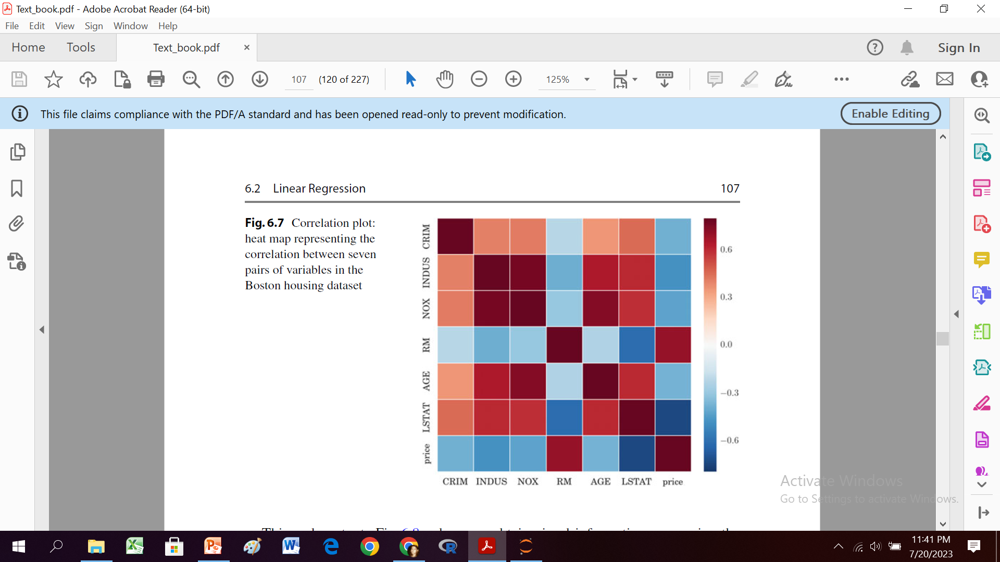 Text_book.pdf - Adobe Acrobat Reader (64-bit)
File Edit View Sign Window Help
Home Tools Text_book.pdf × Sign In
107 (120 of 227) 125%
This file claims compliance with the PDF/A standard and has been opened read-only to prevent modification.
Enable Editing
6.2 Linear Regression 107
Fig. 6.7 Correlation plot:
heat map representing the
correlation between seven
pairs of variables in the
Boston housing dataset
CRIM
INDUS
NOX
RM
AGE
LSTAT
price
CRIM INDUS NOX RM AGE LSTAT price
0.6
0.3
0.0
−0.3
−0.6
Activate Windows
Go to Settings to activate Windows.
11:41 PM
7/20/2023